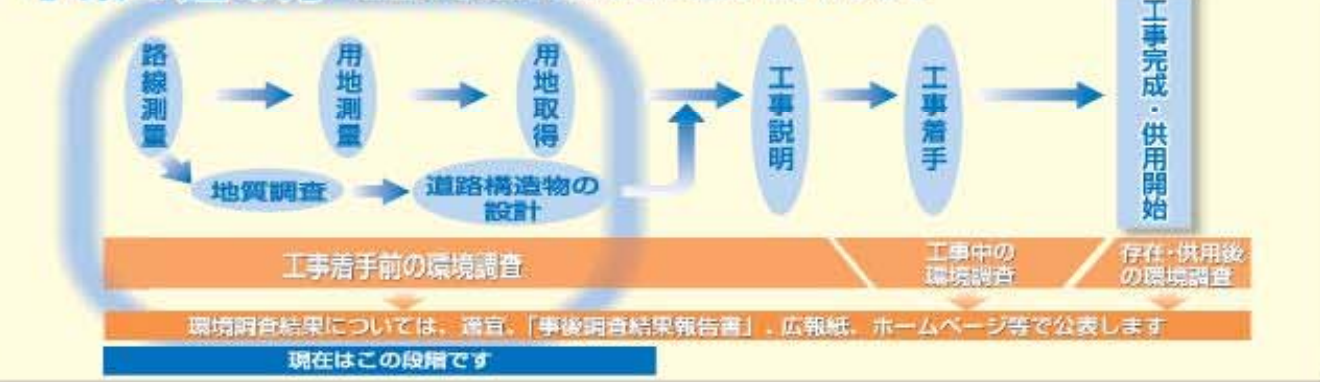 路線測量
用地測量
用地取得
地質調査
道路構造物の
設計
工事説明
工事着手
工事完成・供用開始
工事着手前の環境調査
工事中の
環境調査
存在・供用後
の環境調査
環境調査結果については、適宜、「事後調査結果報告書」、広報紙、ホームページ等で公表します
現在はこの段階です